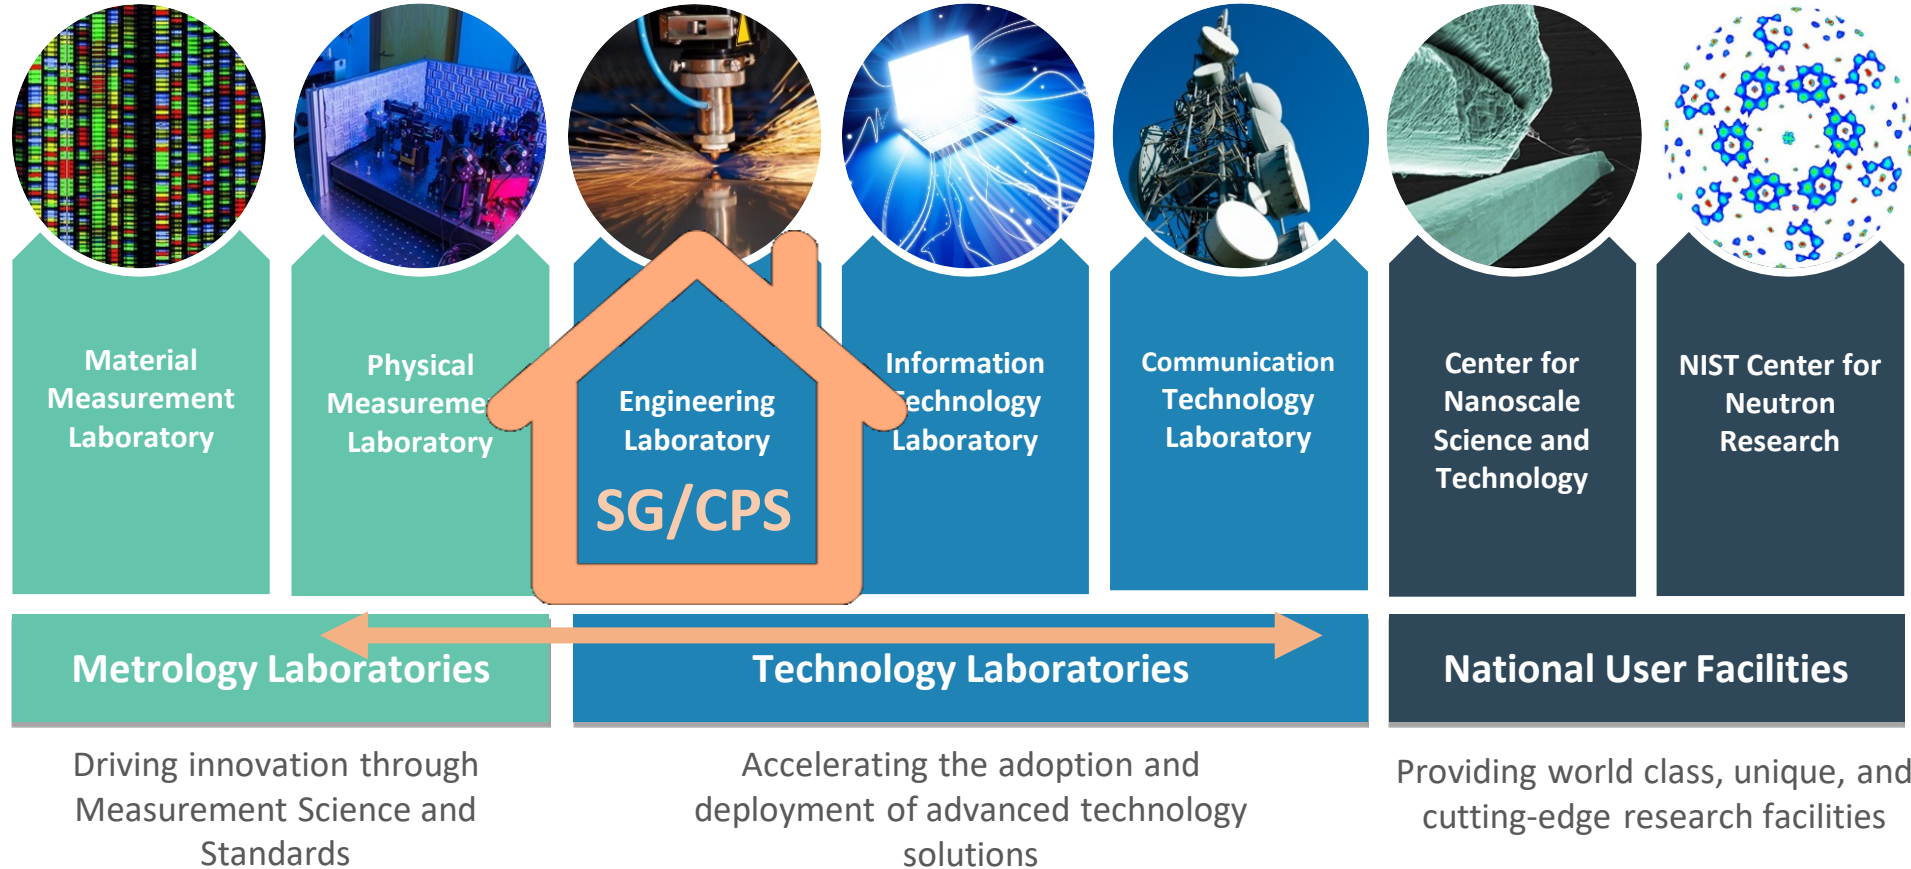 Material
Measurement
Laboratory
Physical
Measureme
Laboratory
Engineering
Laboratory
SG/CPS
Information
echnology
Laboratory
Communication
Technology
Laboratory
Center for
Nanoscale
Science and
Technology
NIST Center for
Neutron
Research
Metrology Laboratories
Technology Laboratories
National User Facilities
Driving innovation through
Measurement Science and
Standards
Accelerating the adoption and
deployment of advanced technology
solutions
Providing world class, unique, and
cutting-edge research facilities